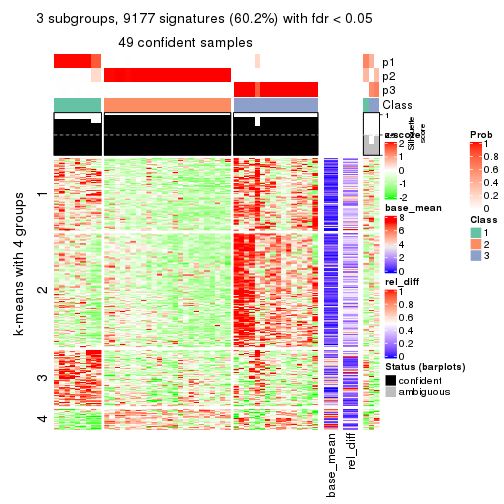 3 subgroups, 9177 signatures (60.2%) with fdr < 0.05
49 confident samples
p1
p2
p3
Class
1
Silhouette
score
k-means with 4 groups
1
2
3
4
base_mean
rel_diff
z-score
2
1
0
-1
-2
base_mean
8
6
4
2
0
rel_diff
1
0.8
0.6
0.4
0.2
0
Status (barplots)
confident
ambiguous
Prob
1
0.8
0.6
0.4
0.2
0
Class
1
2
3